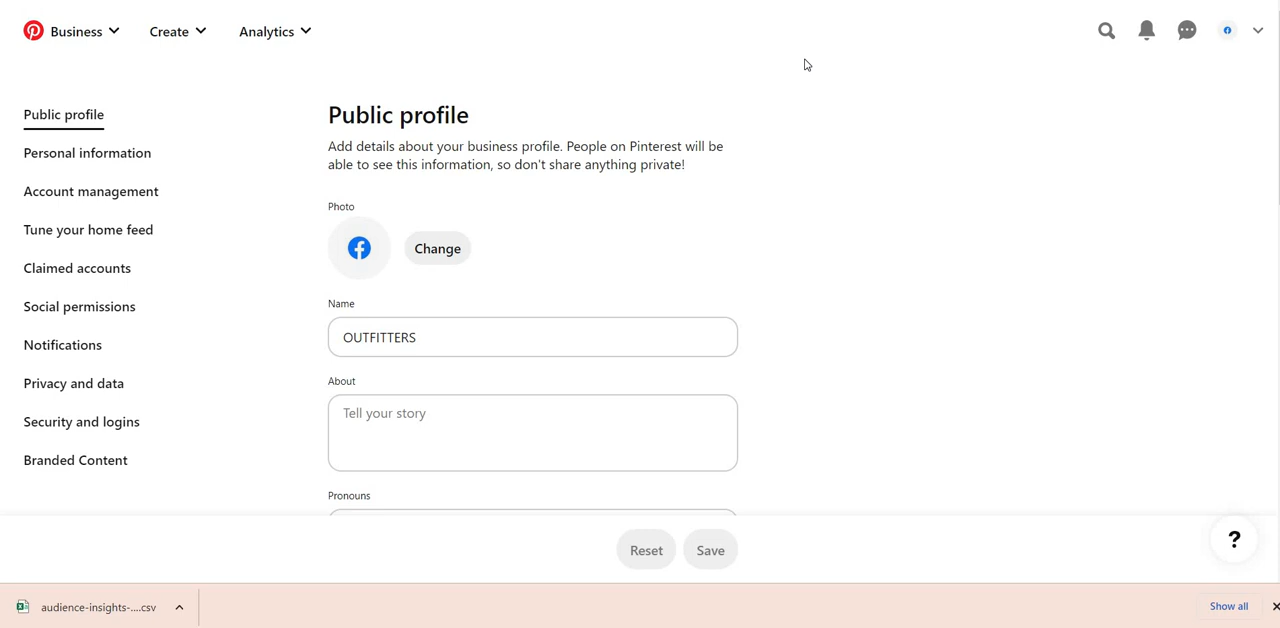 Business
Create
Analytics
Public profile
Personal information
Account management
Tune your home feed
Claimed accounts
Social permissions
Notifications
Privacy and data
Security and logins
Branded Content
Public profile
Add details about your business profile. People on Pinterest will be
able to see this information, so don't share anything private!
Photo
Change
Name
OUTFITTERS
About
Tell your story
Pronouns
Reset
Save
?
audience-insights-....csv
Show all